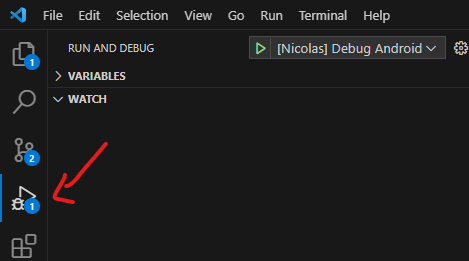 File Edit Selection View Go Run Terminal Help
RUN AND DEBUG [Nicolas] Debug Android
1
VARIABLES
WATCH
2
1